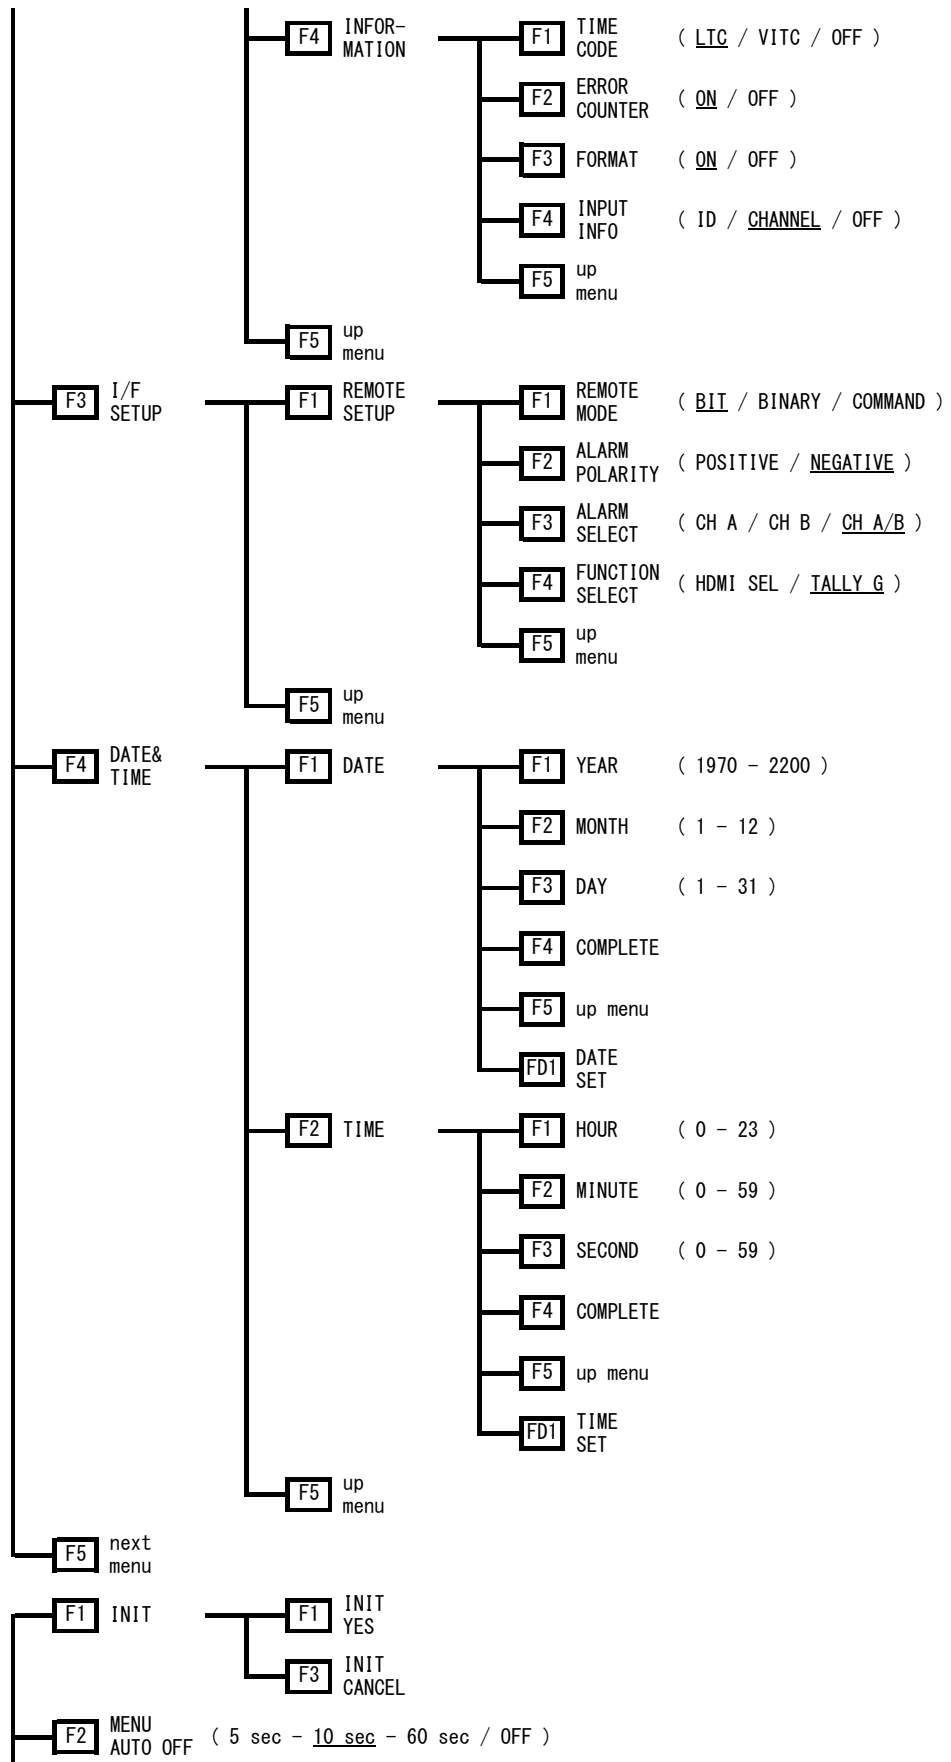 F4 INFOR-
MATION
F1 TIME
CODE ( LTC / VITC / OFF )
F2 ERROR
COUNTER ( ON / OFF )
F3 FORMAT ( ON / OFF )
F4 INPUT
INFO ( ID / CHANNEL / OFF )
F5 up
menu
F5 up
menu
F3 I/F
SETUP
F1 REMOTE
SETUP
F1 REMOTE
MODE ( BIT / BINARY / COMMAND )
F2 ALARM
POLARITY ( POSITIVE / NEGATIVE )
F3 ALARM
SELECT ( CH A / CH B / CH A/B )
F4 FUNCTION
SELECT ( HDMI SEL / TALLY G )
F5 up
menu
F5 up
menu
F4 DATE&
TIME
F1 DATE
F1 YEAR ( 1970 - 2200 )
F2 MONTH ( 1 - 12 )
F3 DAY ( 1 - 31 )
F4 COMPLETE
F5 up menu
FD1 DATE
SET
F2 TIME
F1 HOUR ( 0 - 23 )
F2 MINUTE ( 0 - 59 )
F3 SECOND ( 0 - 59 )
F4 COMPLETE
F5 up menu
FD1 TIME
SET
F5 up
menu
F5 next
menu
F1 INIT
F1 INIT
YES
F3 INIT
CANCEL
F2 MENU
AUTO OFF ( 5 sec - 10 sec - 60 sec / OFF )